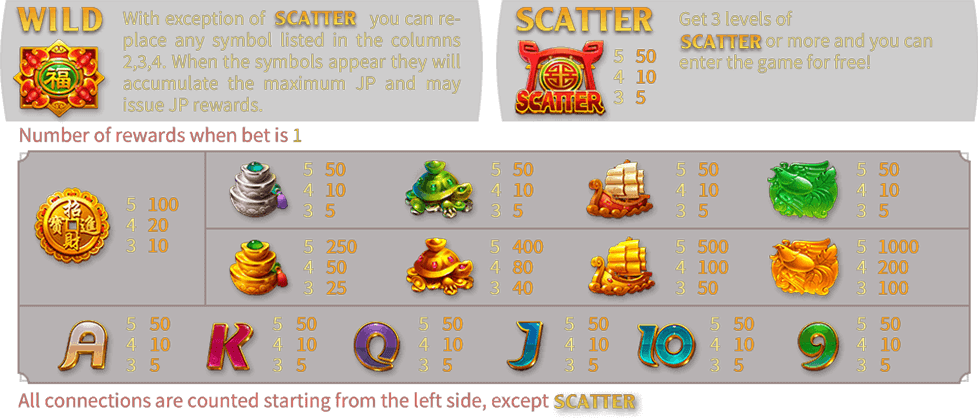 WILD
With exception of SCATTER you can re-
place any symbol listed in the columns
2,3,4. When the symbols appear they will
accumulate the maximum JP and may
issue JP rewards.
福
SCATTER
SCATTER
5 50
4 10
3 5
Get 3 levels of
SCATTER or more and you can
enter the game for free!
Number of rewards when bet is 1
招
寶 進
財
5 100
4 20
3 10
5 50
4 10
3 5
5 50
4 10
3 5
5 50
4 10
3 5
5 50
4 10
3 5
5 250
4 50
3 25
5 400
4 80
3 40
5 500
4 100
3 50
5 1000
4 200
3 100
A
5 50
4 10
3 5
K
5 50
4 10
3 5
Q
5 50
4 10
3 5
J
5 50
4 10
3 5
10
5 50
4 10
3 5
9
5 50
4 10
3 5
All connections are counted starting from the left side, except SCATTER